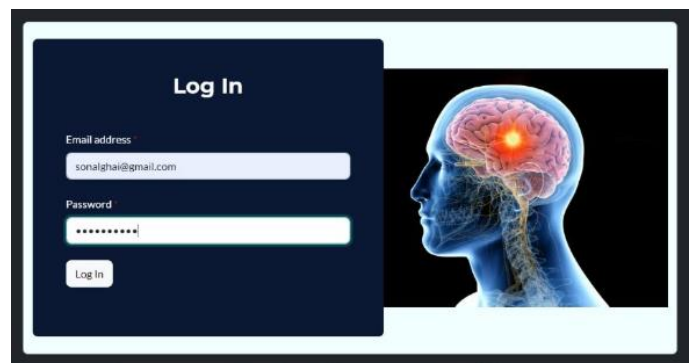 Log In
Email address *
sonalghai@gmail.com
Password *
••••••••••
Log In